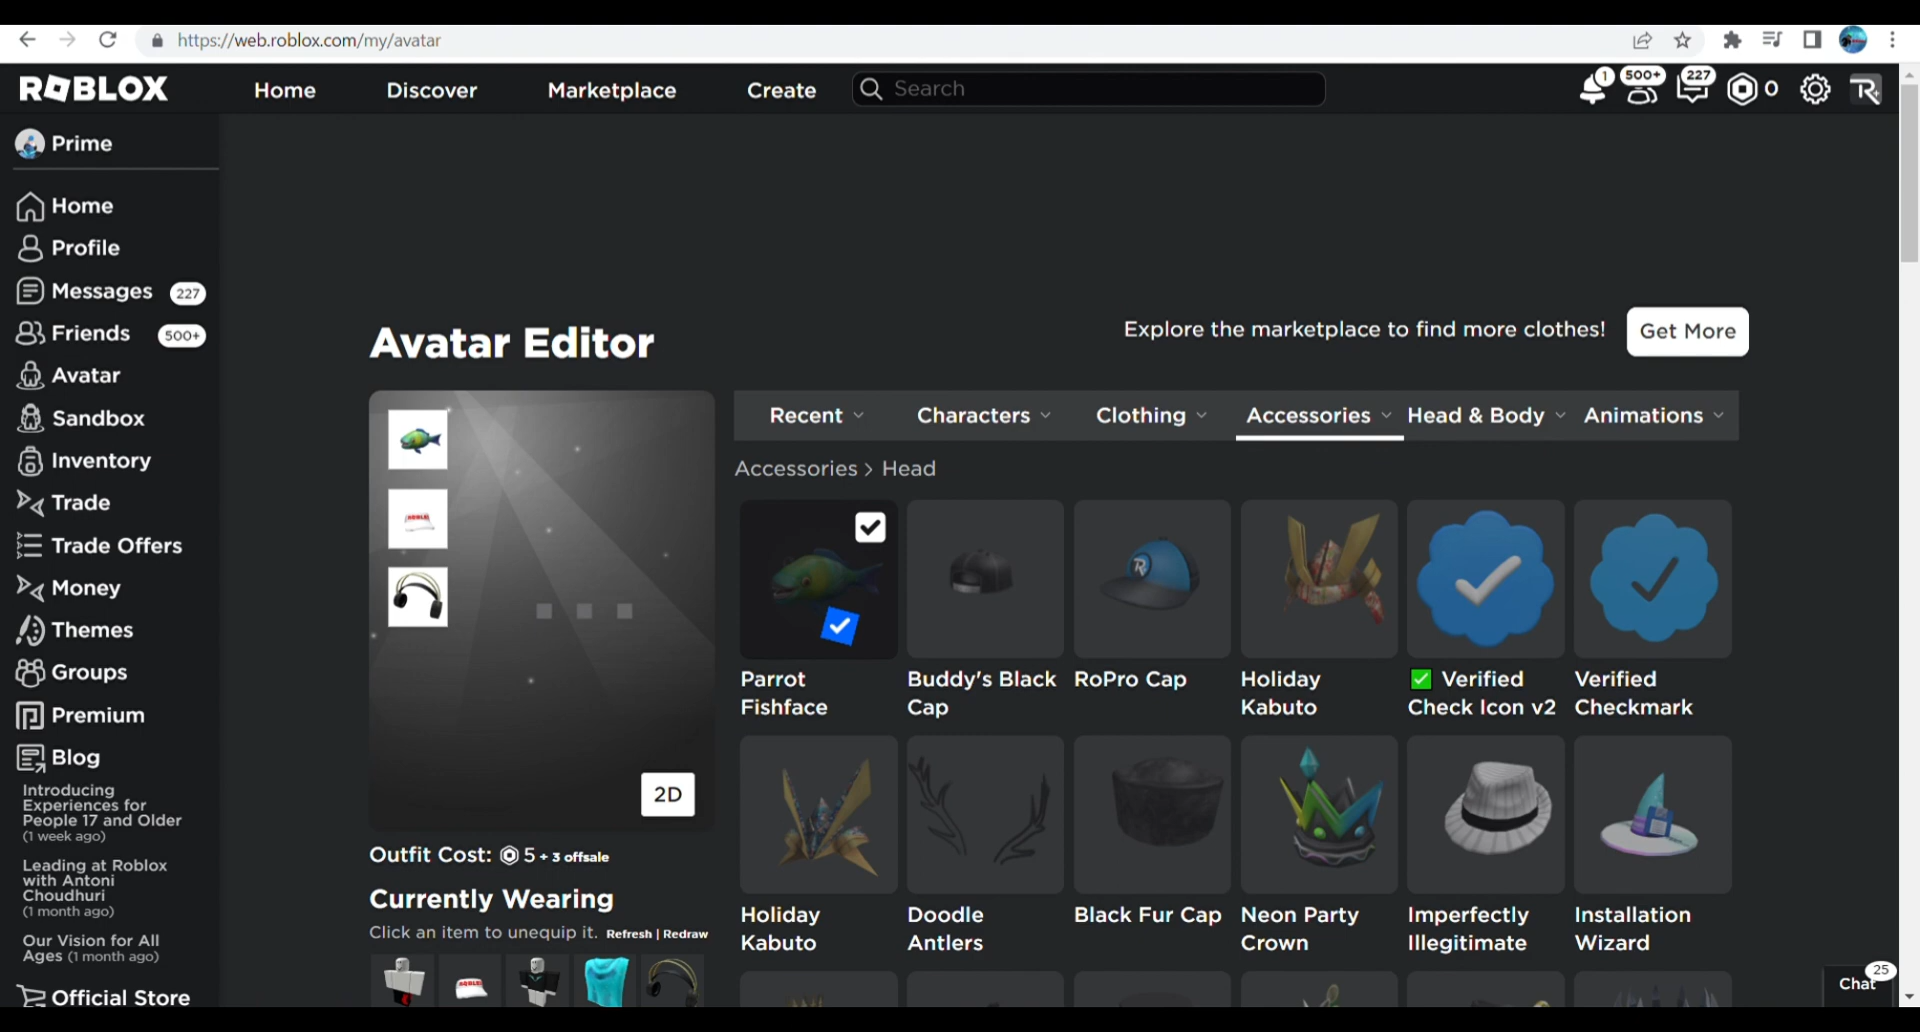 https://web.roblox.com/my/avatar
ROBLOX
Home
Discover
Marketplace
Create
Search
1
500+
227
0
Prime
Home
Profile
Messages 227
Friends 500+
Avatar
Sandbox
Inventory
Trade
Trade Offers
Money
Themes
Groups
Premium
Blog
Introducing
Experiences for
People 17 and Older
(1 week ago)
Leading at Roblox
with Antoni
Choudhuri
(1 month ago)
Our Vision for All
Ages (1 month ago)
Official Store
Avatar Editor
Explore the marketplace to find more clothes!
Get More
2D
Outfit Cost: 5 + 3 offsale
Currently Wearing
Click an item to unequip it. Refresh | Redraw
Recent
Characters
Clothing
Accessories
Head & Body
Animations
Accessories > Head
Parrot
Fishface
Buddy's Black
Cap
RoPro Cap
Holiday
Kabuto
✅ Verified
Check Icon v2
Verified
Checkmark
Holiday
Kabuto
Doodle
Antlers
Black Fur Cap
Neon Party
Crown
Imperfectly
Illegitimate
Installation
Wizard
Chat
25